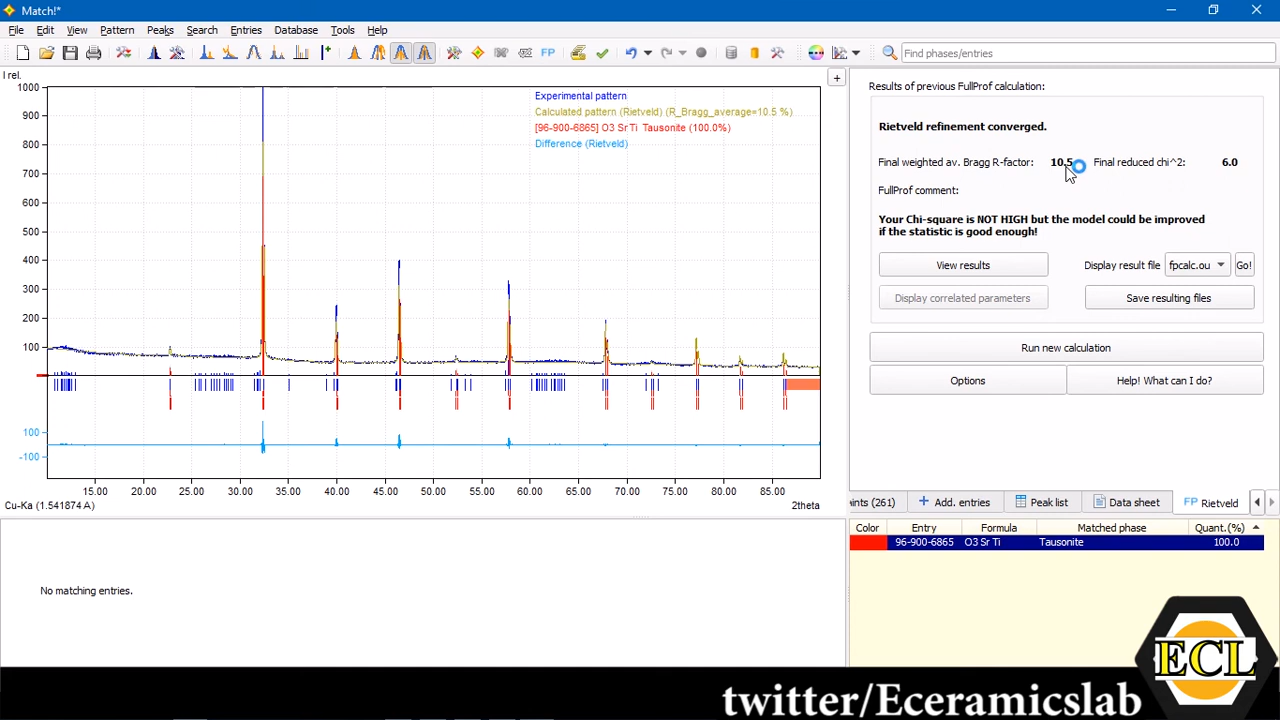 Match!*
File Edit View Pattern Peaks Search Entries Database Tools Help
FP Find phases/entries
I rel.
1000
900
800
700
600
500
400
300
200
100
100
-100
Experimental pattern
Calculated pattern (Rietveld) (R_Bragg_average=10.5 %)
[96-900-6865] O3 Sr Ti Tausonite (100.0%)
Difference (Rietveld)
15.00 20.00 25.00 30.00 35.00 40.00 45.00 50.00 55.00 60.00 65.00 70.00 75.00 80.00 85.00
Cu-Ka (1.541874 A) 2theta
+
Results of previous FullProf calculation:
Rietveld refinement converged.
Final weighted av. Bragg R-factor: 10.5 Final reduced chi^2: 6.0
FullProf comment:
Your Chi-square is NOT HIGH but the model could be improved
if the statistic is good enough!
View results Display result file fpcalc.ou Go!
Display correlated parameters Save resulting files
Run new calculation
Options Help! What can I do?
ints (261) + Add. entries Peak list Data sheet FP Rietveld
Color Entry Formula Matched phase Quant.(%)
96-900-6865 O3 Sr Ti Tausonite 100.0
No matching entries.
ECL
twitter/Eceramicslab